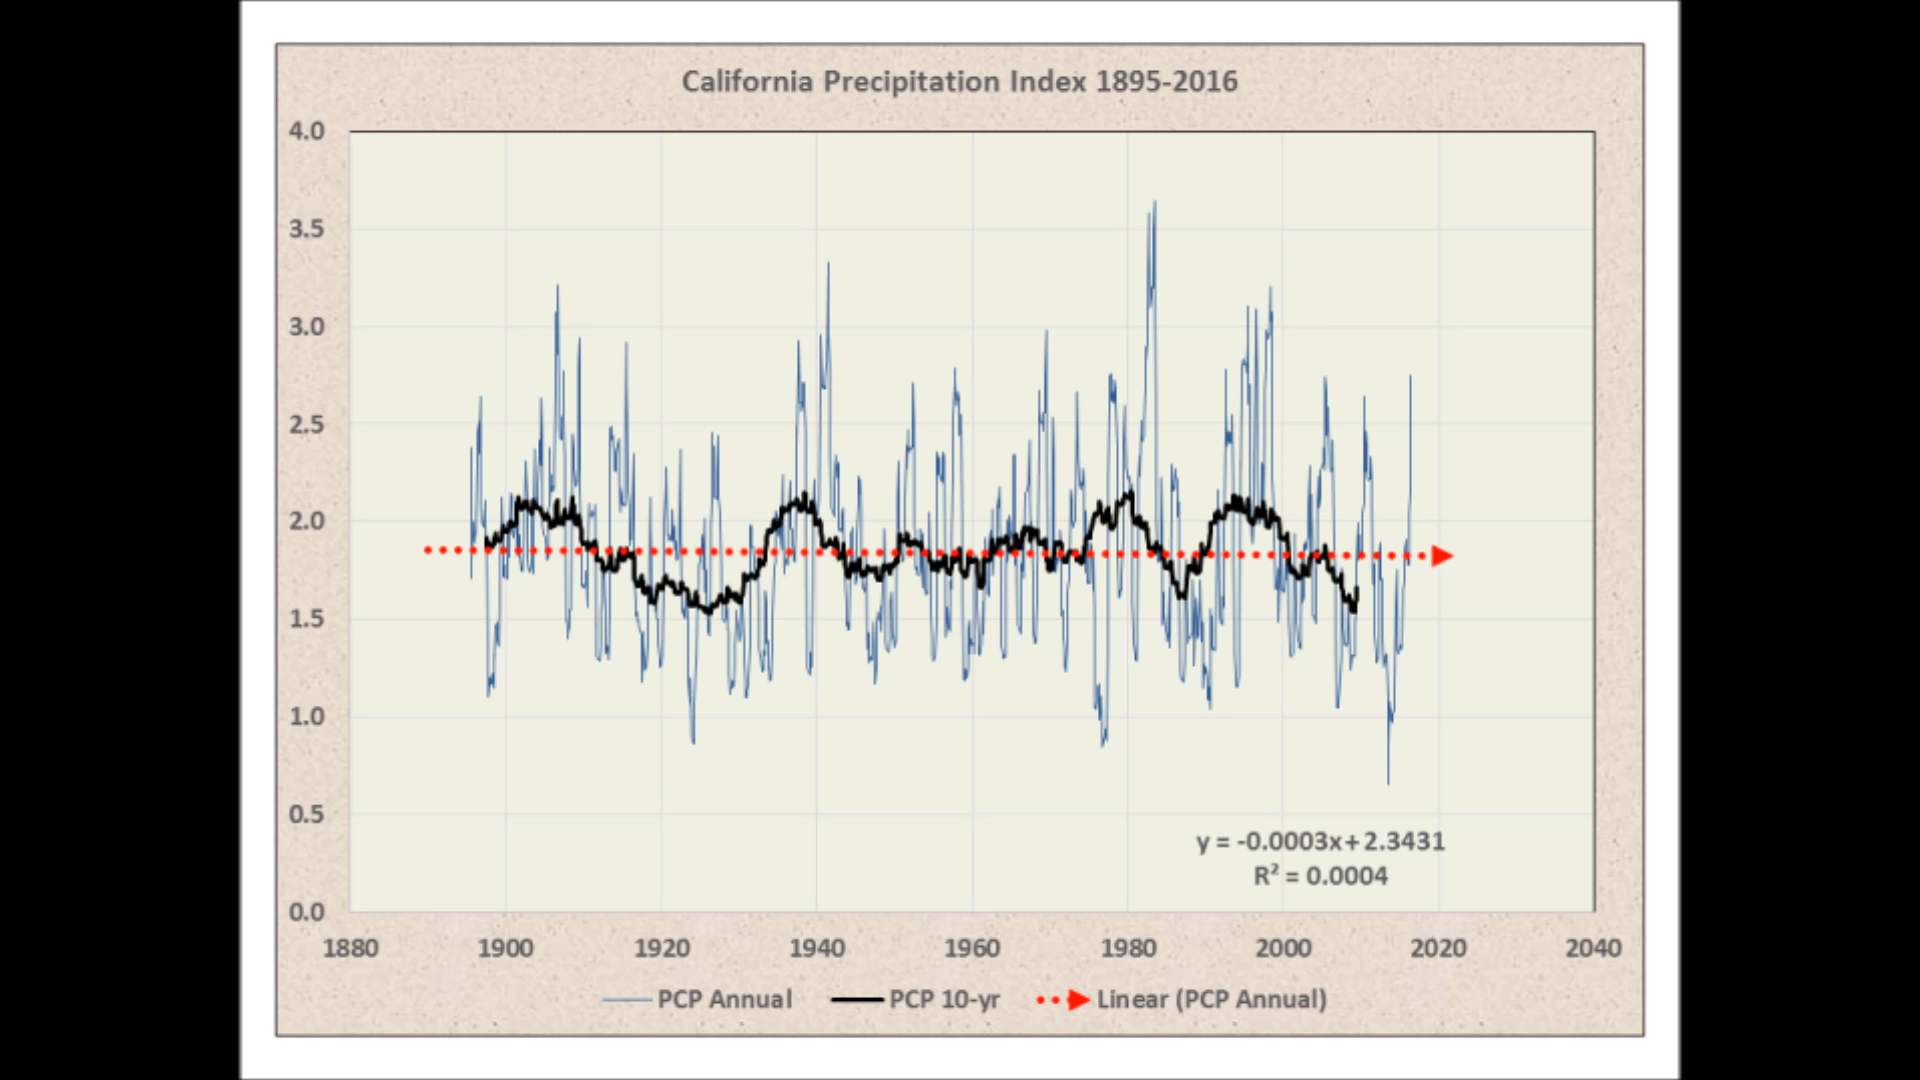 California Precipitation Index 1895-2016
4.0
3.5
3.0
2.5
2.0
1.5
1.0
0.5
0.0
y = -0.0003x+2.3431
R² = 0.0004
1880 1900 1920 1940 1960 1980 2000 2020 2040
PCP Annual PCP 10-yr Linear (PCP Annual)